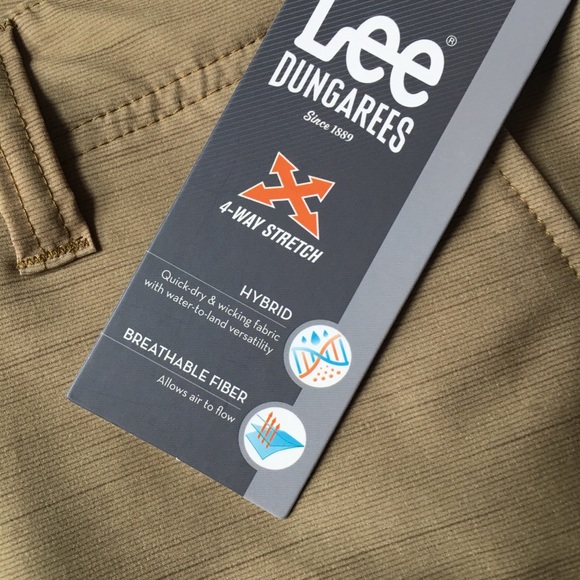 Lee®
DUNGAREES
Since 1889
4-WAY STRETCH
HYBRID
Quick-dry & wicking fabric
with water-to-land versatility
BREATHABLE FIBER
Allows air to flow